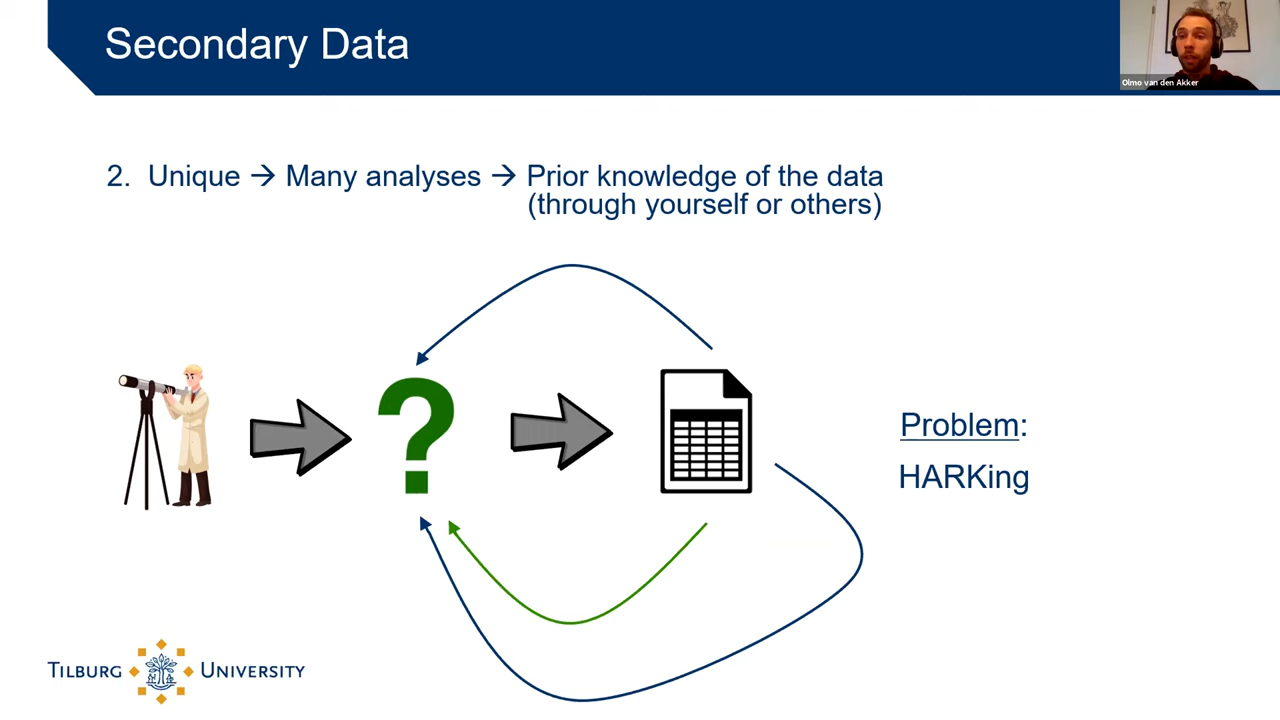 Secondary Data
Olmo van den Akker
2. Unique → Many analyses → Prior knowledge of the data
(through yourself or others)
?
Problem:
HARKing
TILBURG UNIVERSITY